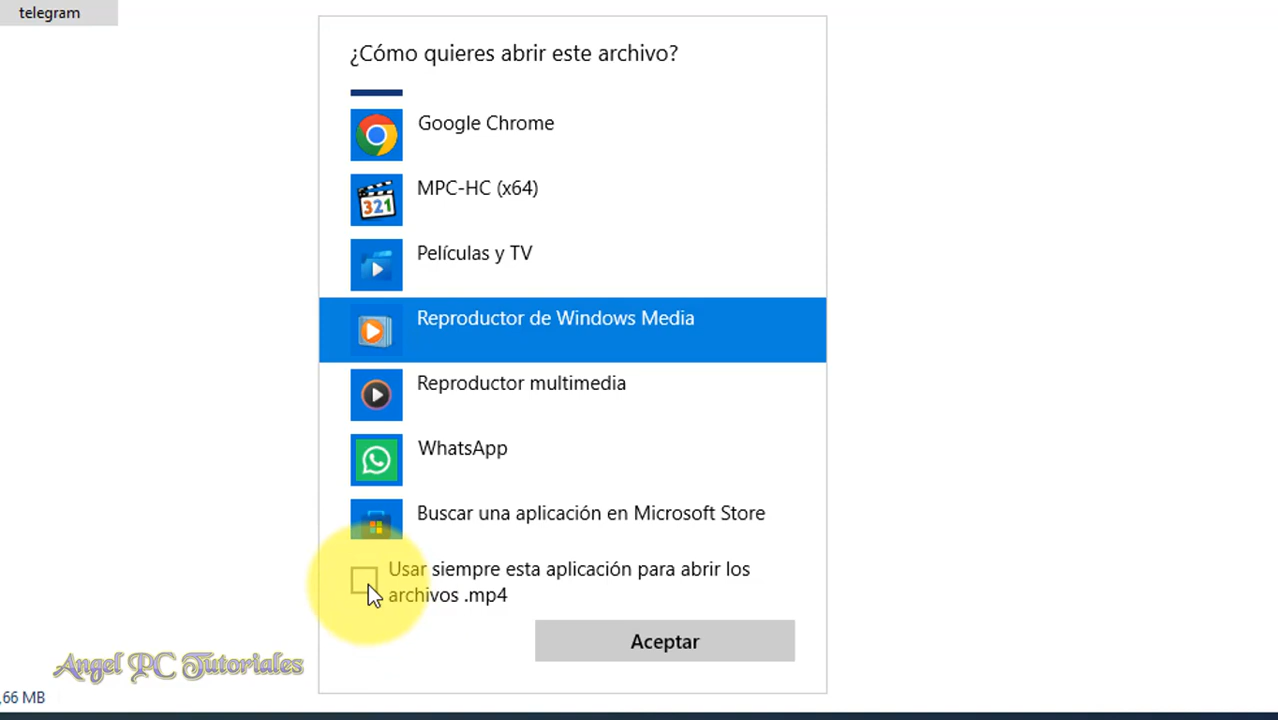 telegram
¿Cómo quieres abrir este archivo?
Google Chrome
MPC-HC (x64)
321
Películas y TV
Reproductor de Windows Media
Reproductor multimedia
WhatsApp
Buscar una aplicación en Microsoft Store
Usar siempre esta aplicación para abrir los
archivos .mp4
Aceptar
Angel PC Tutoriales
,66 MB